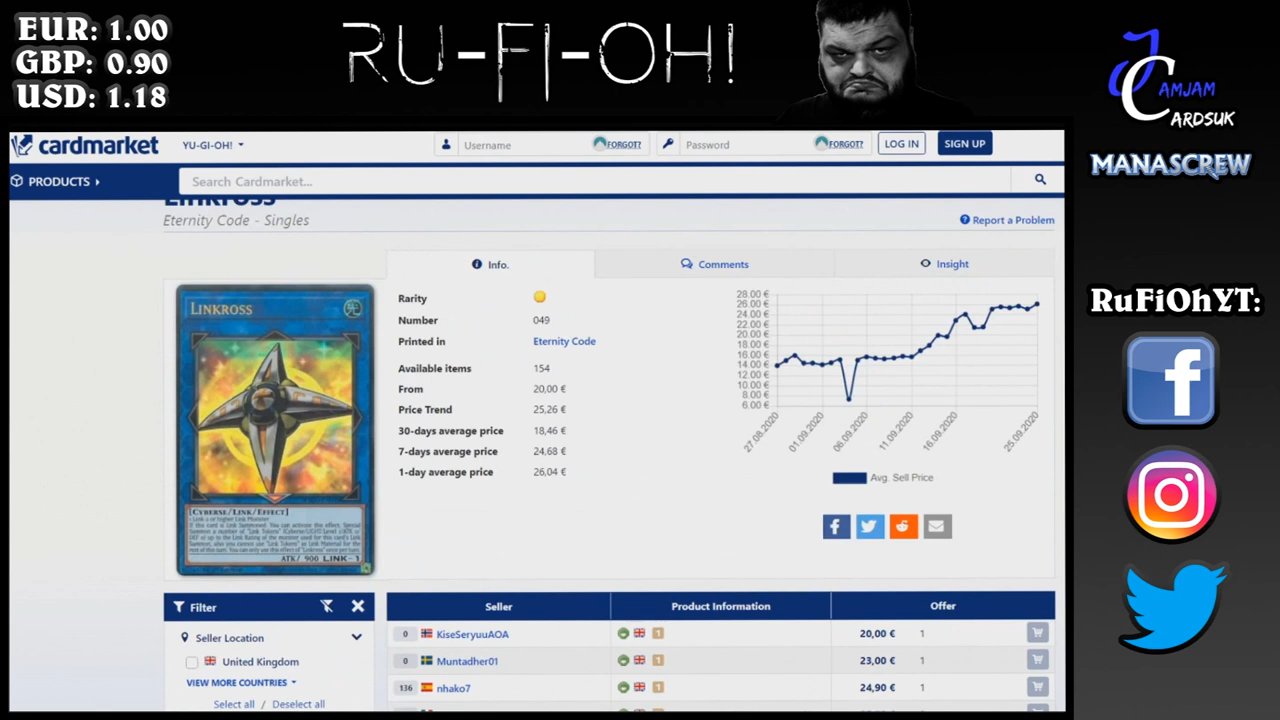 EUR: 1.00
GBP: 0.90
USD: 1.18
RU-FI-OH!
JAMJAM
CARDSUK
MANASCREW
RuFiOhYT:
cardmarket
YU-GI-OH!
Username
FORGOT?
Password
FORGOT?
LOG IN
SIGN UP
PRODUCTS
Search Cardmarket...
Linkross
Eternity Code - Singles
Report a Problem
Info.
Comments
Insight
LINKROSS
[CYBERSE/LINK/EFFECT]
ATK/ 900 LINK-1
Rarity
Number 049
Printed in Eternity Code
Available items 154
From 20,00 €
Price Trend 25,26 €
30-days average price 18,46 €
7-days average price 24,68 €
1-day average price 26,04 €
28.00 €
26.00 €
24.00 €
22.00 €
20.00 €
18.00 €
16.00 €
14.00 €
12.00 €
10.00 €
8.00 €
6.00 €
27.08.2020
01.09.2020
06.09.2020
11.09.2020
16.09.2020
25.09.2020
Avg. Sell Price
Filter
Seller Location
United Kingdom
VIEW MORE COUNTRIES
Select all / Deselect all
Seller Product Information Offer
0 KiseSeryuuAOA 1 20,00 € 1
0 Muntadher01 1 23,00 € 1
136 nhako7 1 24,90 € 1